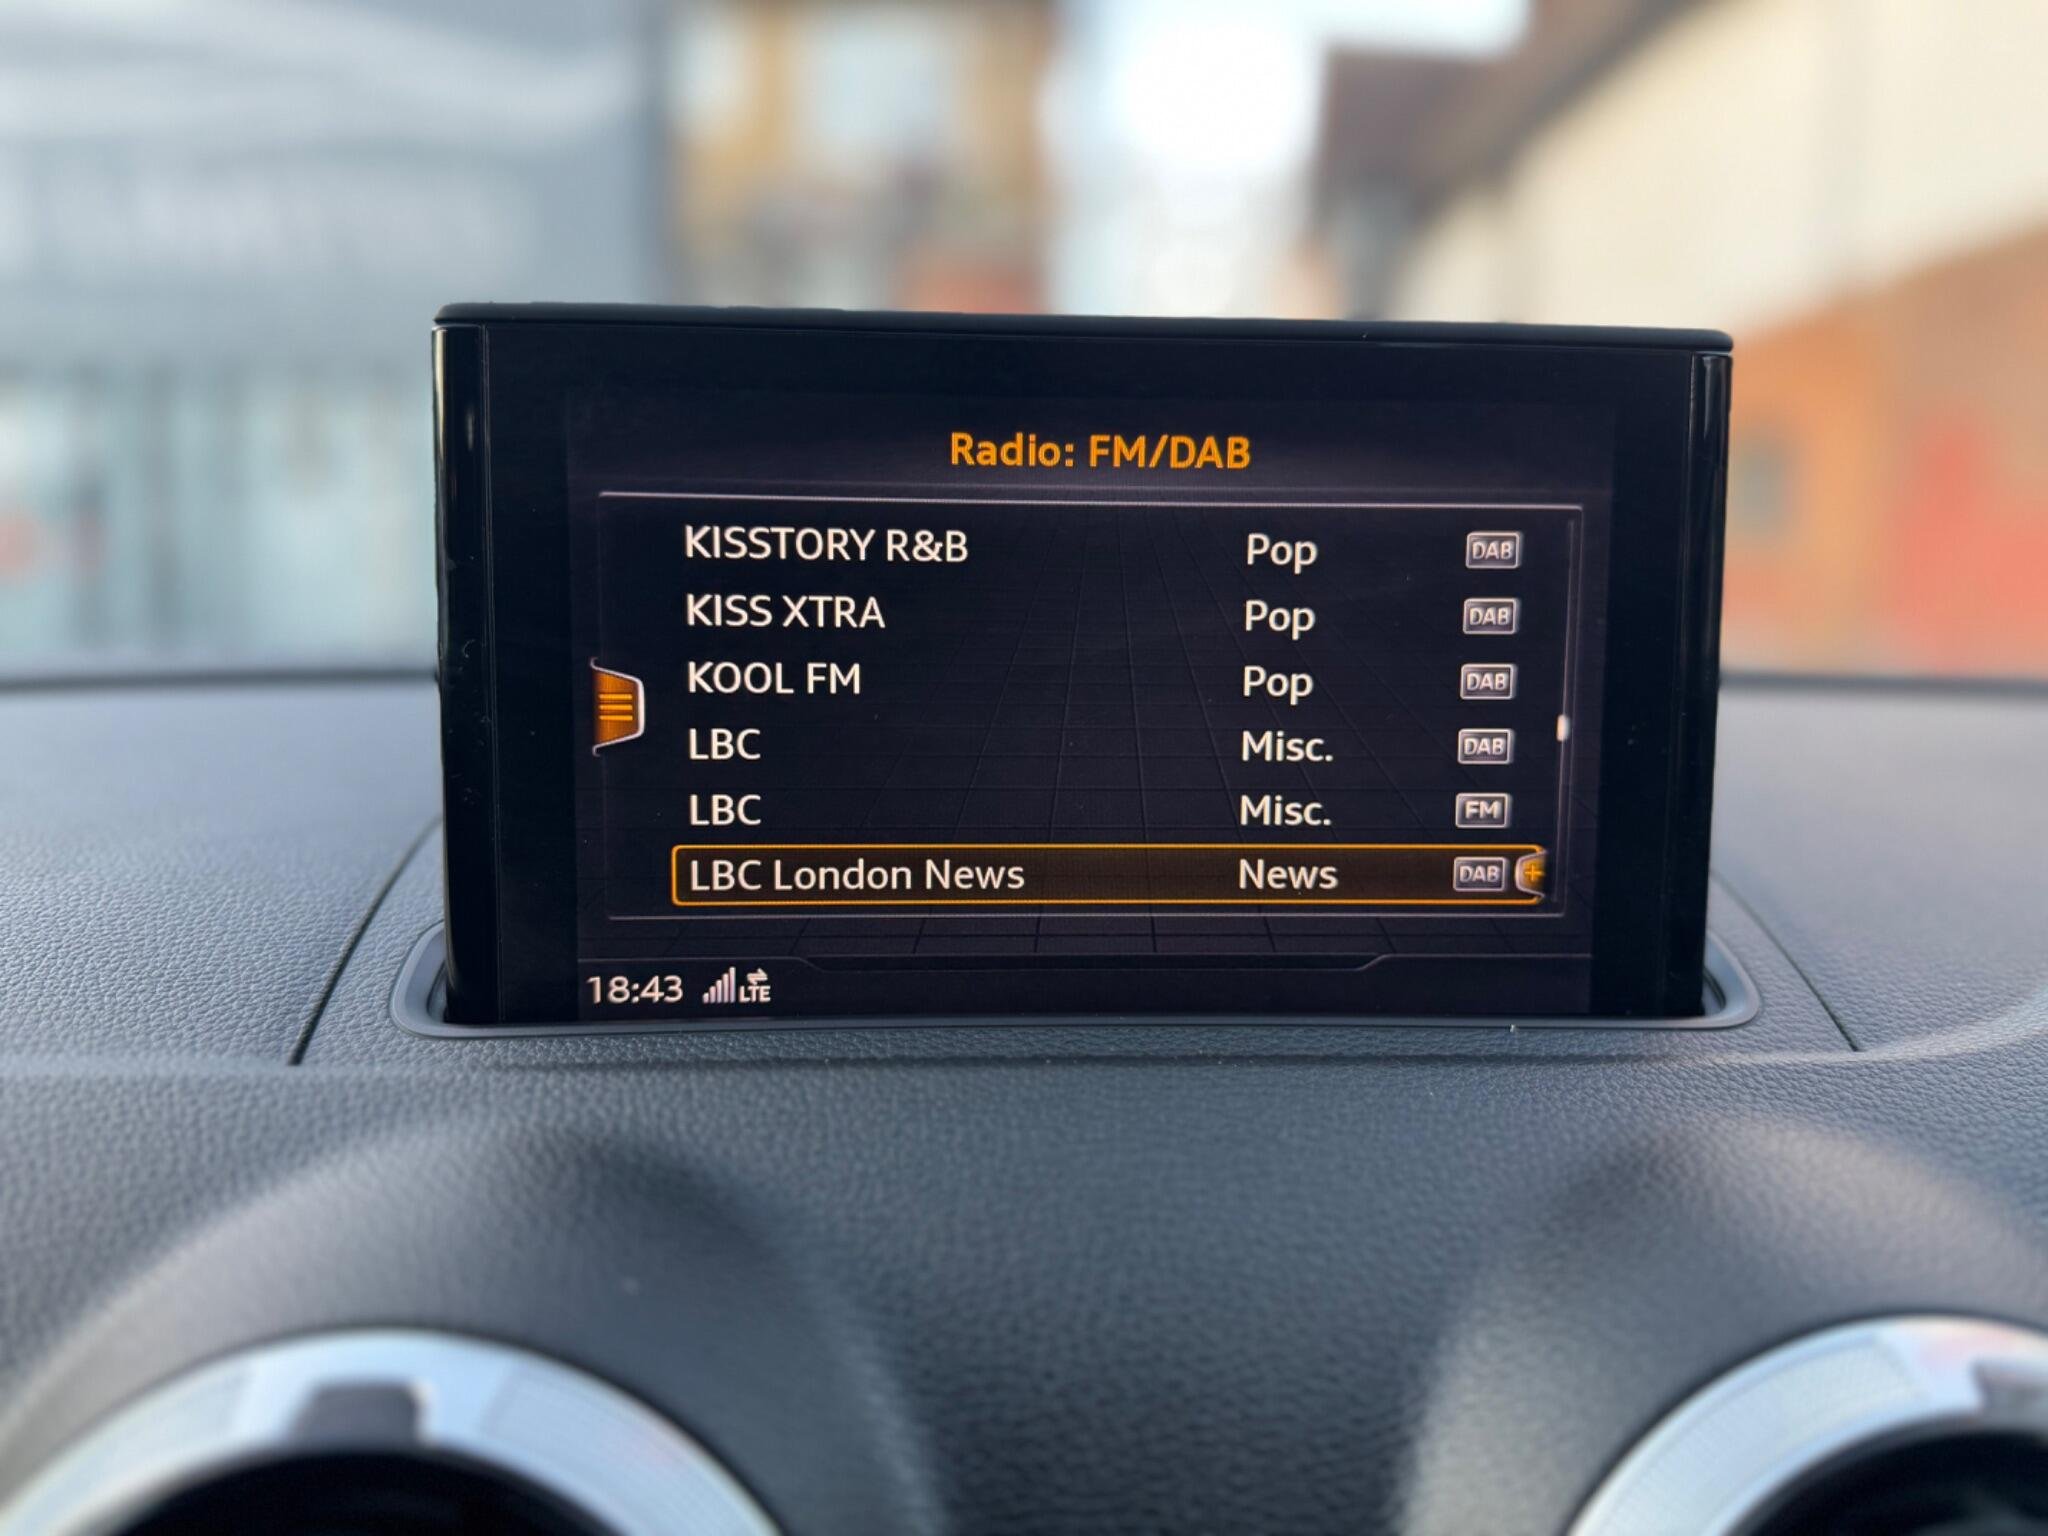 Radio: FM/DAB
KISSTORY R&B Pop DAB
KISS XTRA Pop DAB
KOOL FM Pop DAB
LBC Misc. DAB
LBC Misc. FM
LBC London News News DAB +
18:43 LTE